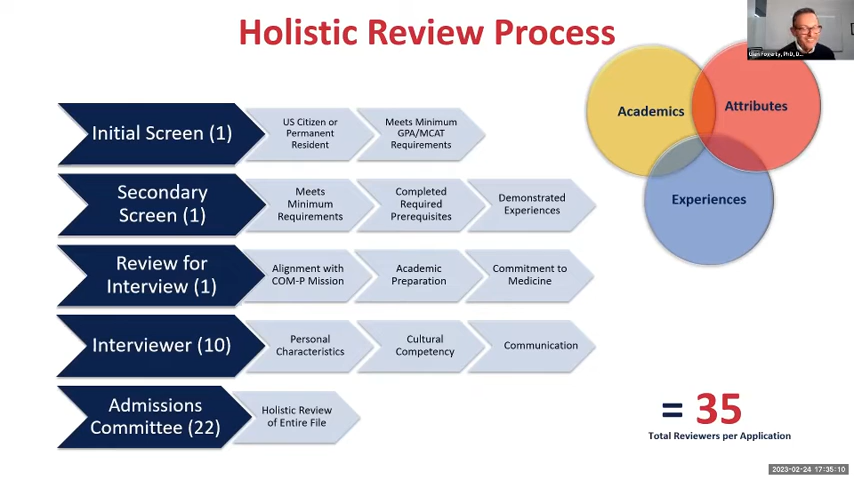 Holistic Review Process
Initial Screen (1)
US Citizen or
Permanent
Resident
Meets Minimum
GPA/MCAT
Requirements
Secondary
Screen (1)
Meets
Minimum
Requirements
Completed
Required
Prerequisites
Demonstrated
Experiences
Review for
Interview (1)
Alignment with
COM-P Mission
Academic
Preparation
Commitment to
Medicine
Interviewer (10)
Personal
Characteristics
Cultural
Competency
Communication
Admissions
Committee (22)
Holistic Review
of Entire File
Academics
Attributes
Experiences
= 35
Total Reviewers per Application
Fogarty, PhD, D...
2023-02-24 17:35:10